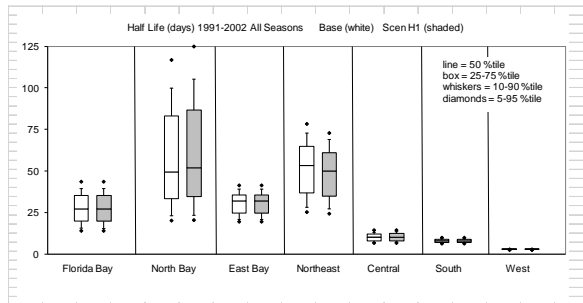 Half Life (days) 1991-2002 All Seasons Base (white) Scen H1 (shaded)
125
100
75
50
25
0
line = 50 %tile
box = 25-75 %tile
whiskers = 10-90 %tile
diamonds = 5-95 %tile
Florida Bay North Bay East Bay Northeast Central South West